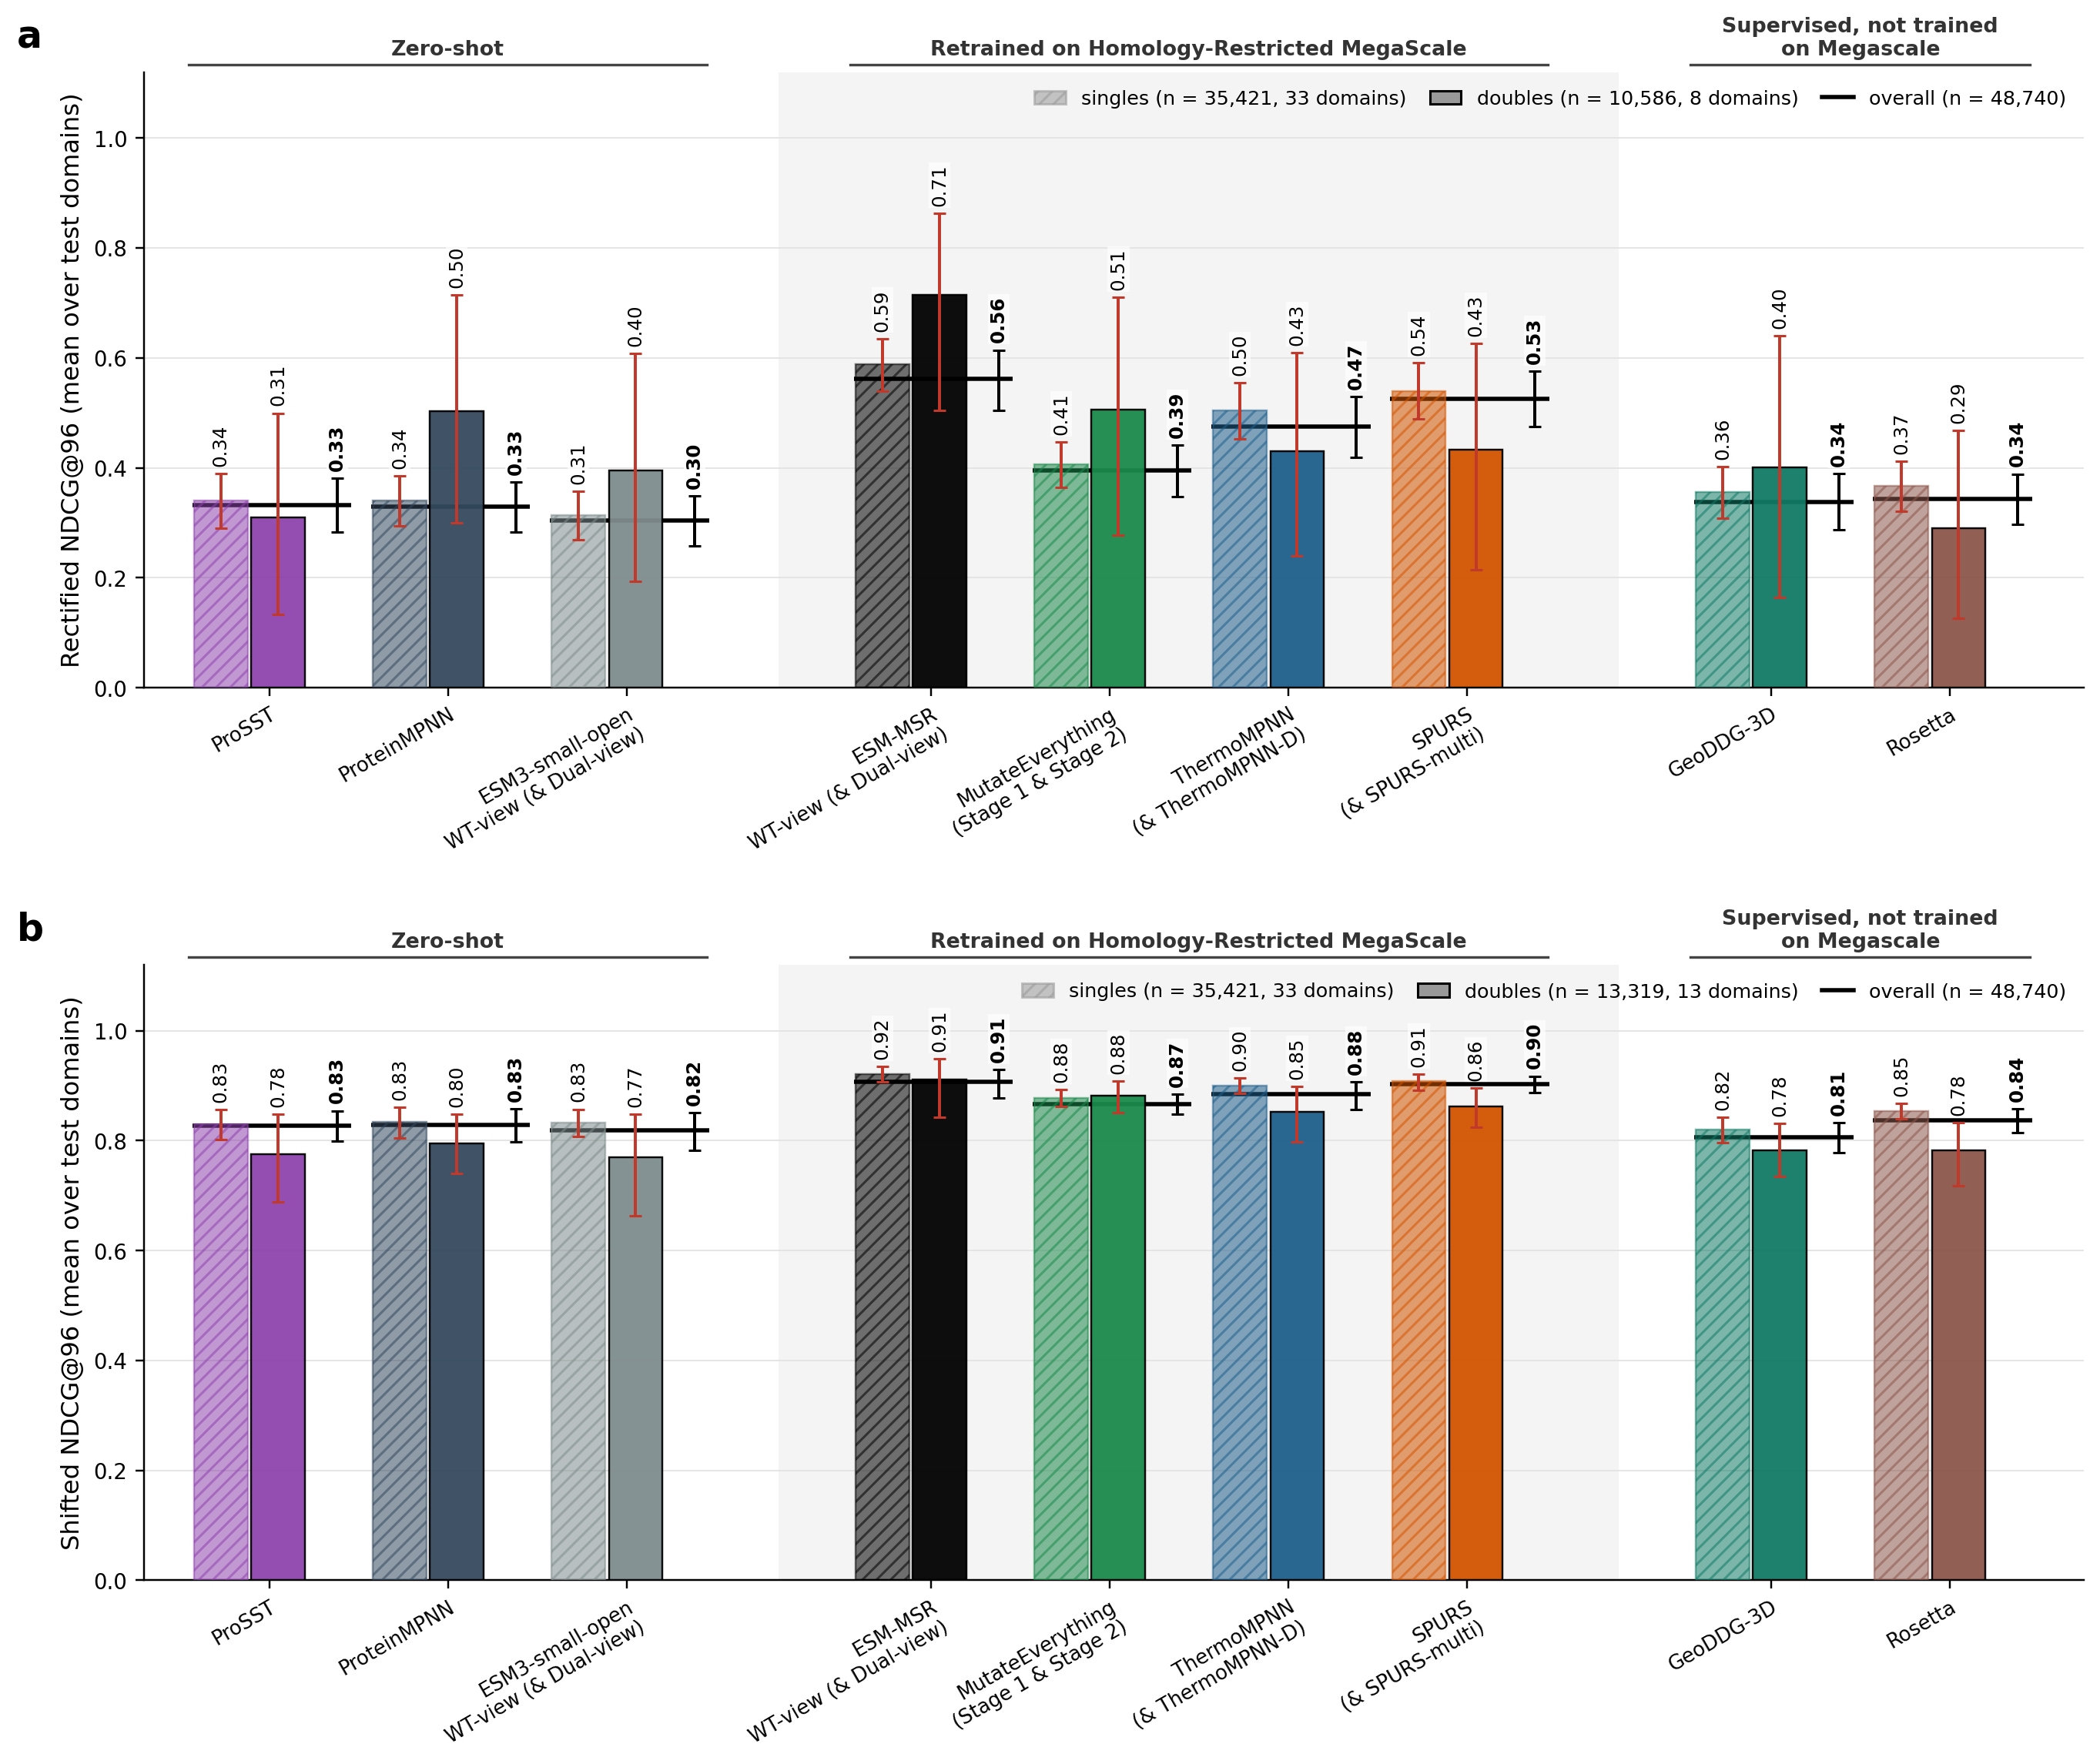 a
Zero-shot
Retrained on Homology-Restricted MegaScale
Supervised, not trained
on Megascale
singles (n = 35,421, 33 domains)
doubles (n = 10,586, 8 domains)
overall (n = 48,740)
Rectified NDCG@96 (mean over test domains)
1.0
0.8
0.6
0.4
0.2
0.0
0.34
0.31
0.33
0.34
0.50
0.33
0.31
0.40
0.30
0.59
0.71
0.56
0.41
0.51
0.39
0.50
0.43
0.47
0.54
0.43
0.53
0.36
0.40
0.34
0.37
0.29
0.34
ProSST
ProteinMPNN
ESM3-small-open
WT-view (& Dual-view)
ESM-MSR
WT-view (& Dual-view)
MutateEverything
(Stage 1 & Stage 2)
ThermoMPNN
(& ThermoMPNN-D)
SPURS
(& SPURS-multi)
GeoDDG-3D
Rosetta
b
Zero-shot
Retrained on Homology-Restricted MegaScale
Supervised, not trained
on Megascale
singles (n = 35,421, 33 domains)
doubles (n = 13,319, 13 domains)
overall (n = 48,740)
Shifted NDCG@96 (mean over test domains)
1.0
0.8
0.6
0.4
0.2
0.0
0.83
0.78
0.83
0.83
0.80
0.83
0.83
0.77
0.82
0.92
0.91
0.91
0.88
0.88
0.87
0.90
0.85
0.88
0.91
0.86
0.90
0.82
0.78
0.81
0.85
0.78
0.84
ProSST
ProteinMPNN
ESM3-small-open
WT-view (& Dual-view)
ESM-MSR
WT-view (& Dual-view)
MutateEverything
(Stage 1 & Stage 2)
ThermoMPNN
(& ThermoMPNN-D)
SPURS
(& SPURS-multi)
GeoDDG-3D
Rosetta